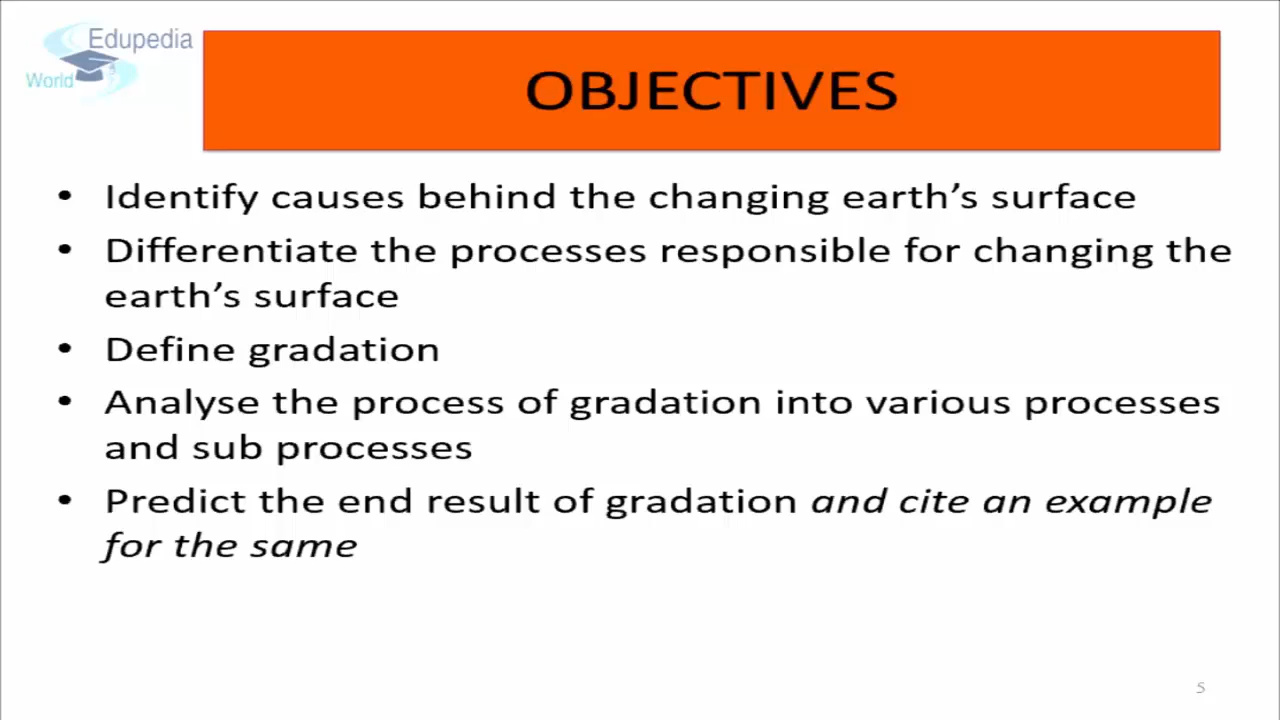 Edupedia
World
OBJECTIVES
• Identify causes behind the changing earth’s surface
• Differentiate the processes responsible for changing the
earth’s surface
• Define gradation
• Analyse the process of gradation into various processes
and sub processes
• Predict the end result of gradation and cite an example
for the same
5